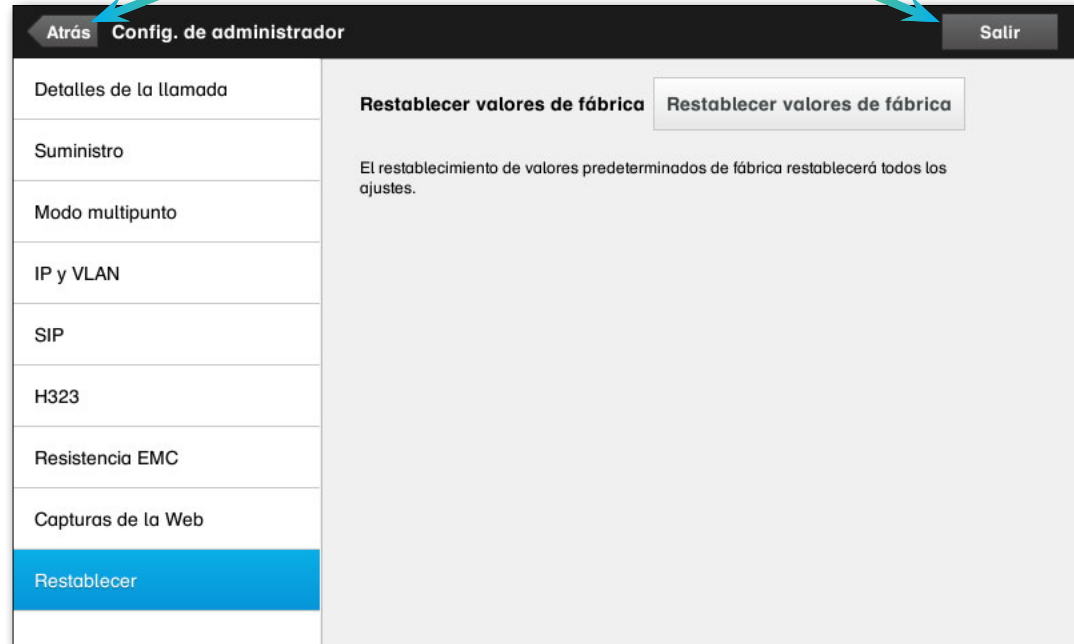 Atrás Config. de administrador Salir
Detalles de la llamada
Suministro
Modo multipunto
IP y VLAN
SIP
H323
Resistencia EMC
Capturas de la Web
Restablecer
Restablecer valores de fábrica Restablecer valores de fábrica
El restablecimiento de valores predeterminados de fábrica restablecerá todos los
ajustes.